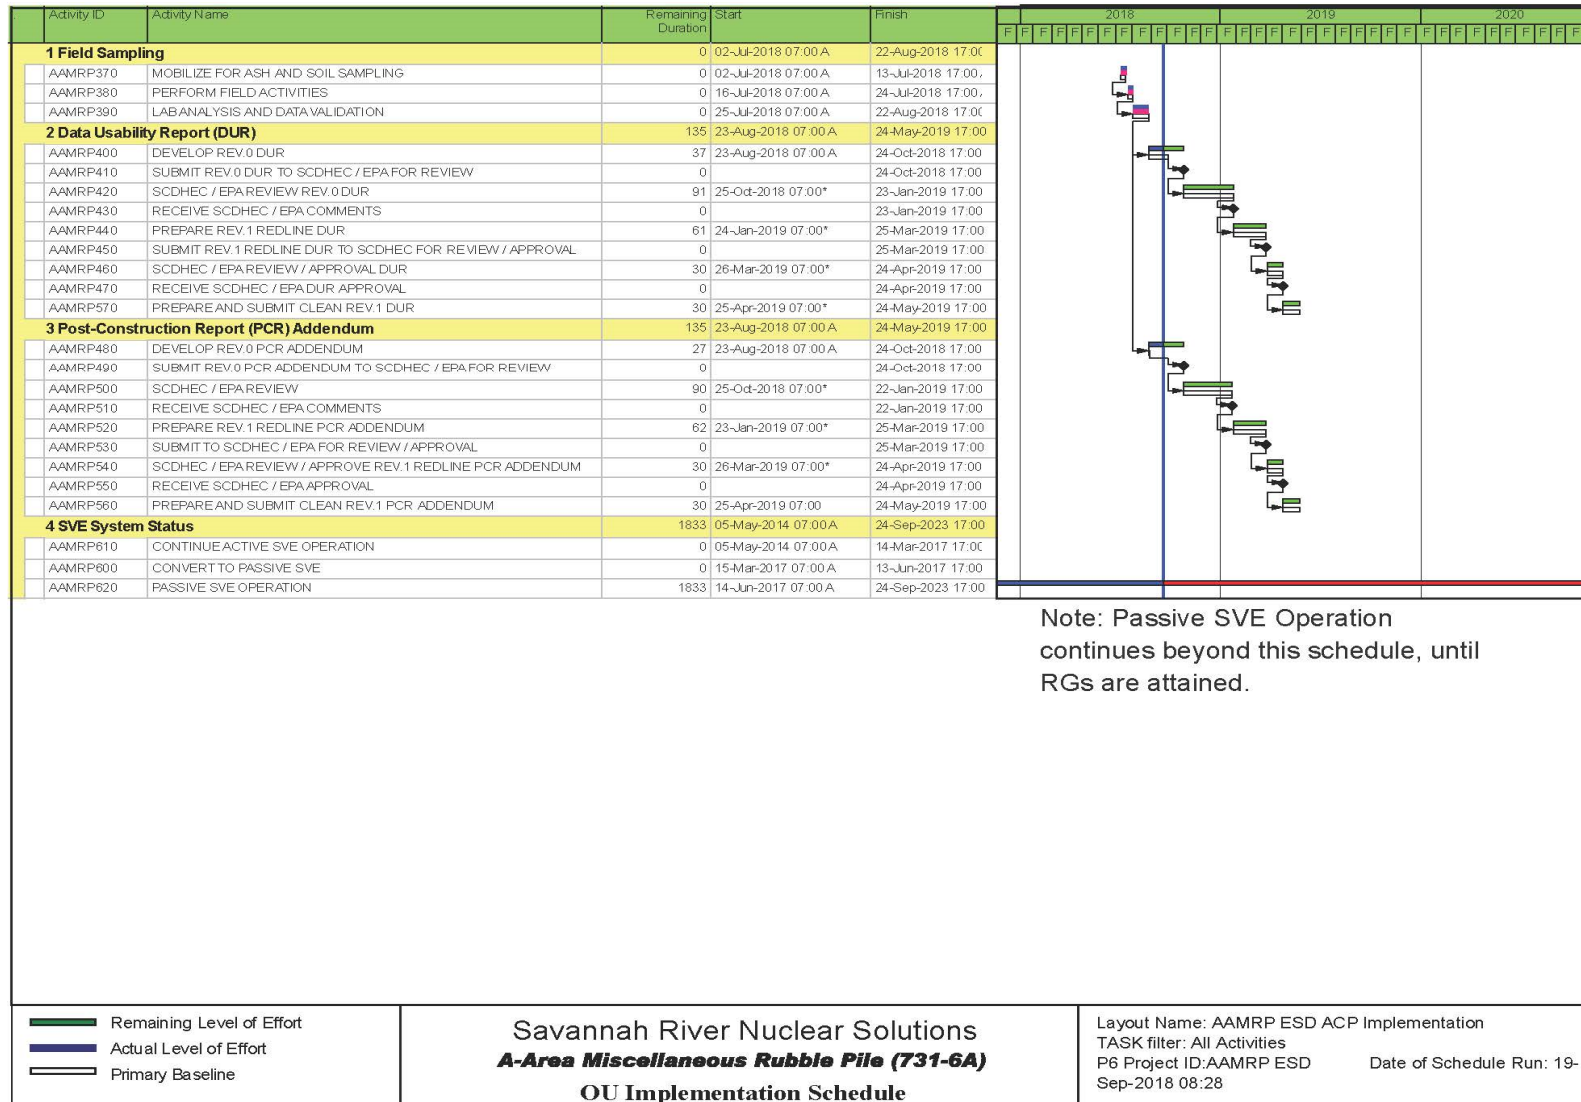 Activity ID Activity Name Remaining Duration Start Finish 2018 2019 2020
F F F F F F F F F F F F F F F F F F F F F F F F F F F F F F F F F F F F
1 Field Sampling 0 02-Jul-2018 07:00 A 22-Aug-2018 17:00
AAMRP370 MOBILIZE FOR ASH AND SOIL SAMPLING 0 02-Jul-2018 07:00 A 13-Jul-2018 17:00
AAMRP380 PERFORM FIELD ACTIVITIES 0 16-Jul-2018 07:00 A 24-Jul-2018 17:00
AAMRP390 LAB ANALYSIS AND DATA VALIDATION 0 25-Jul-2018 07:00 A 22-Aug-2018 17:00
2 Data Usability Report (DUR) 135 23-Aug-2018 07:00 A 24-May-2019 17:00
AAMRP400 DEVELOP REV.0 DUR 37 23-Aug-2018 07:00 A 24-Oct-2018 17:00
AAMRP410 SUBMIT REV.0 DUR TO SCDHEC / EPA FOR REVIEW 0 24-Oct-2018 17:00
AAMRP420 SCDHEC / EPA REVIEW REV.0 DUR 91 25-Oct-2018 07:00* 23-Jan-2019 17:00
AAMRP430 RECEIVE SCDHEC / EPA COMMENTS 0 23-Jan-2019 17:00
AAMRP440 PREPARE REV.1 REDLINE DUR 61 24-Jan-2019 07:00* 25-Mar-2019 17:00
AAMRP450 SUBMIT REV.1 REDLINE DUR TO SCDHEC FOR REVIEW / APPROVAL 0 25-Mar-2019 17:00
AAMRP460 SCDHEC / EPA REVIEW / APPROVAL DUR 30 26-Mar-2019 07:00* 24-Apr-2019 17:00
AAMRP470 RECEIVE SCDHEC / EPA DUR APPROVAL 0 24-Apr-2019 17:00
AAMRP570 PREPARE AND SUBMIT CLEAN REV.1 DUR 30 25-Apr-2019 07:00* 24-May-2019 17:00
3 Post-Construction Report (PCR) Addendum 135 23-Aug-2018 07:00 A 24-May-2019 17:00
AAMRP480 DEVELOP REV.0 PCR ADDENDUM 27 23-Aug-2018 07:00 A 24-Oct-2018 17:00
AAMRP490 SUBMIT REV.0 PCR ADDENDUM TO SCDHEC / EPA FOR REVIEW 0 24-Oct-2018 17:00
AAMRP500 SCDHEC / EPA REVIEW 90 25-Oct-2018 07:00* 22-Jan-2019 17:00
AAMRP510 RECEIVE SCDHEC / EPA COMMENTS 0 22-Jan-2019 17:00
AAMRP520 PREPARE REV.1 REDLINE PCR ADDENDUM 62 23-Jan-2019 07:00* 25-Mar-2019 17:00
AAMRP530 SUBMIT TO SCDHEC / EPA FOR REVIEW / APPROVAL 0 25-Mar-2019 17:00
AAMRP540 SCDHEC / EPA REVIEW / APPROVE REV.1 REDLINE PCR ADDENDUM 30 26-Mar-2019 07:00* 24-Apr-2019 17:00
AAMRP550 RECEIVE SCDHEC / EPA APPROVAL 0 24-Apr-2019 17:00
AAMRP560 PREPARE AND SUBMIT CLEAN REV.1 PCR ADDENDUM 30 25-Apr-2019 07:00 24-May-2019 17:00
4 SVE System Status 1833 05-May-2014 07:00 A 24-Sep-2023 17:00
AAMRP610 CONTINUE ACTIVE SVE OPERATION 0 05-May-2014 07:00 A 14-Mar-2017 17:00
AAMRP600 CONVERT TO PASSIVE SVE 0 15-Mar-2017 07:00 A 13-Jun-2017 17:00
AAMRP620 PASSIVE SVE OPERATION 1833 14-Jun-2017 07:00 A 24-Sep-2023 17:00
Note: Passive SVE Operation
continues beyond this schedule, until
RGs are attained.
Remaining Level of Effort
Actual Level of Effort
Primary Baseline
Savannah River Nuclear Solutions
A-Area Miscellaneous Rubble Pile (731-6A)
OU Implementation Schedule
Layout Name: AAMRP ESD ACP Implementation
TASK filter: All Activities
P6 Project ID:AAMRP ESD Date of Schedule Run: 19-
Sep-2018 08:28